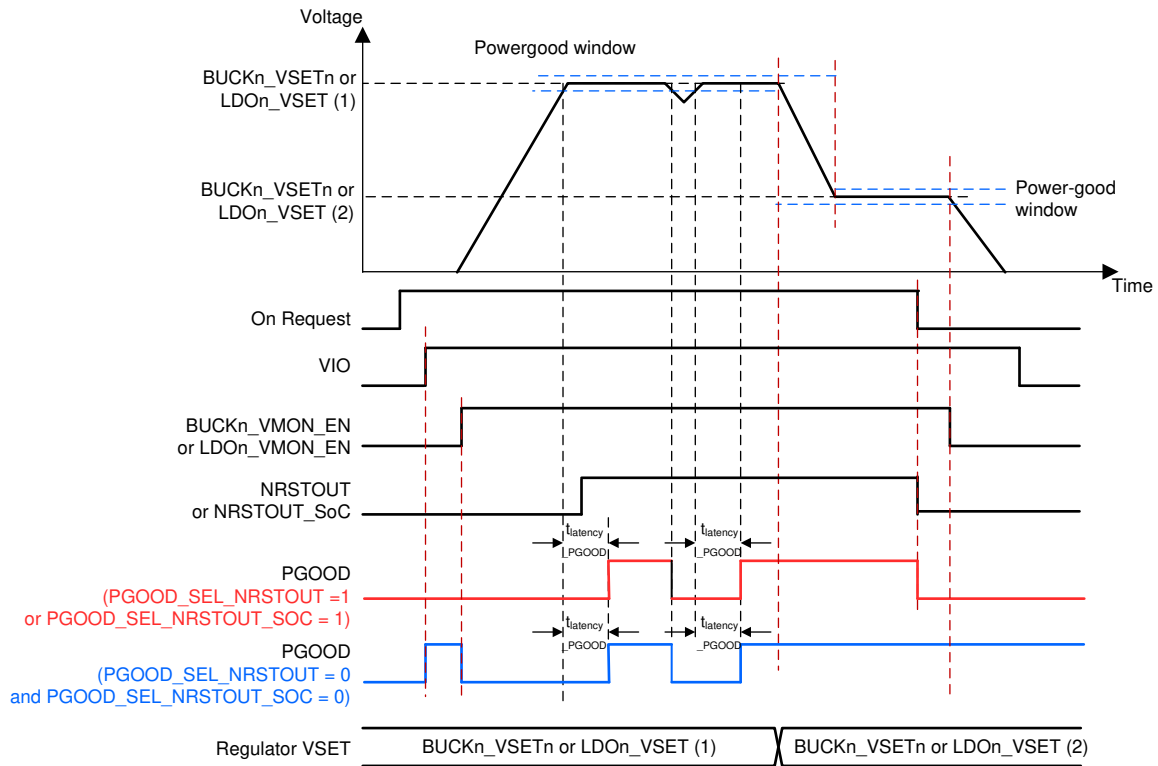 Voltage
Powergood window
BUCKn_VSETn or
LDOn_VSET (1)
BUCKn_VSETn or
LDOn_VSET (2)
Power-good
window
Time
On Request
VIO
BUCKn_VMON_EN
or LDOn_VMON_EN
NRSTOUT
or NRSTOUT_SoC
tlatency
_PGOOD
tlatency
_PGOOD
PGOOD
(PGOOD_SEL_NRSTOUT =1
or PGOOD_SEL_NRSTOUT_SOC = 1)
tlatency
_PGOOD
tlatency
_PGOOD
PGOOD
(PGOOD_SEL_NRSTOUT = 0
and PGOOD_SEL_NRSTOUT_SOC = 0)
Regulator VSET
BUCKn_VSETn or LDOn_VSET (1)
BUCKn_VSETn or LDOn_VSET (2)